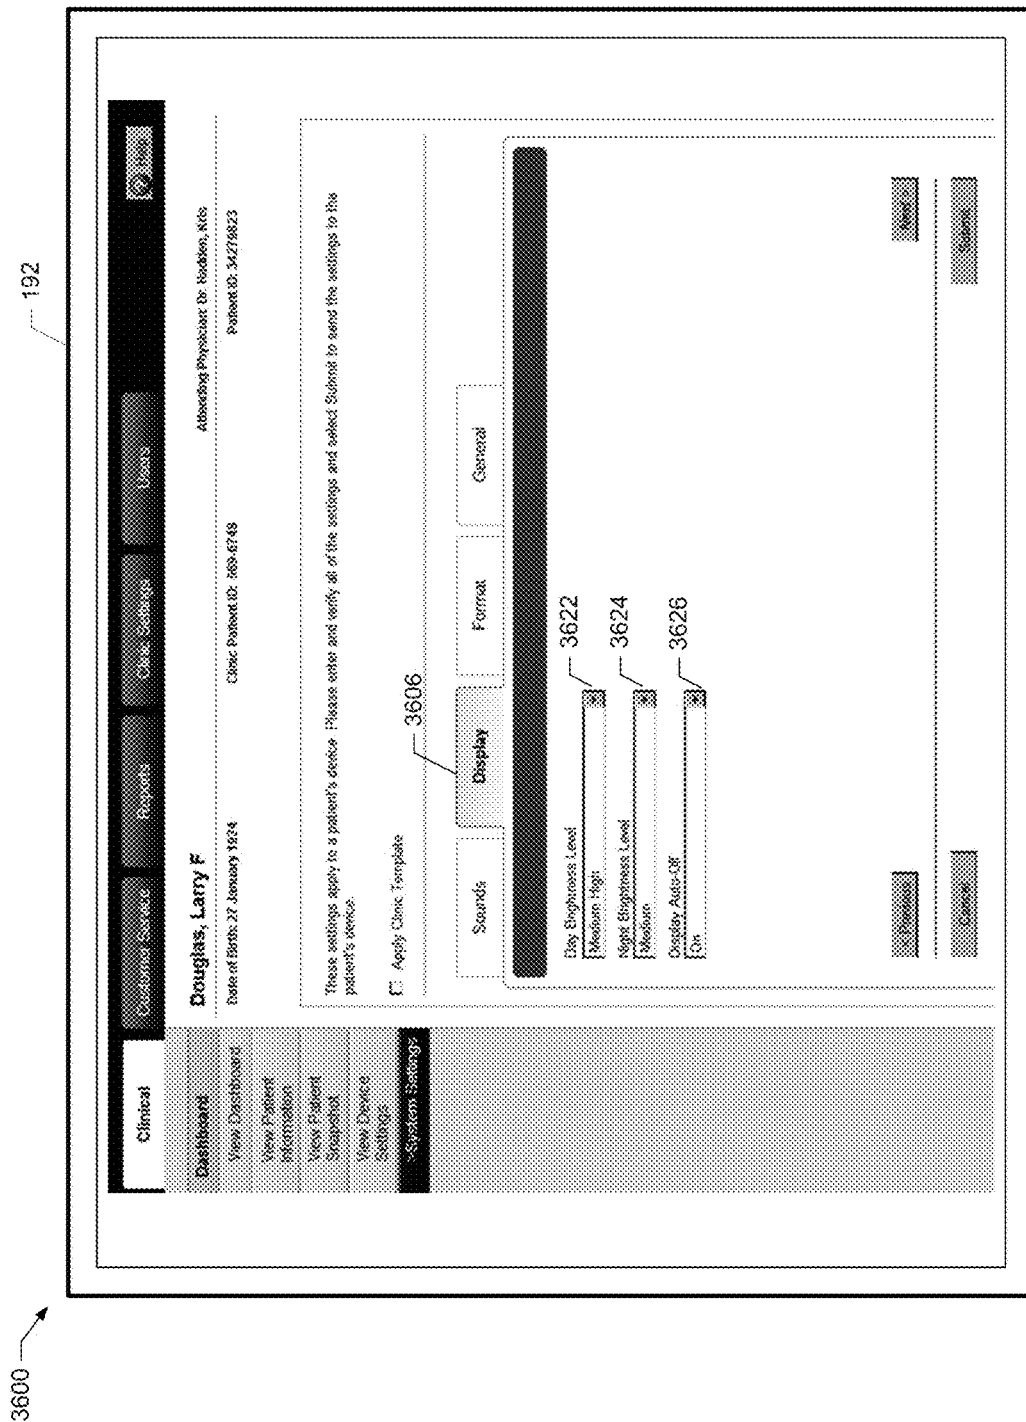 3600
192
Clinical
Customer Service
Reports
Clinic Settings
Users
Help
Dashboard
View Dashboard
View Patient
Information
View Patient
Snapshot
View Device
Settings
>System Settings
Douglas, Larry F
Attending Physician: Dr. Hadden, Kris
Date of Birth: 27 January 1924
Clinic Patient ID: 569-6749
Patient ID: 34279823
These settings apply to a patient's device. Please enter and verify all of the settings and select Submit to send the settings to the
patient's device.
Apply Clinic Template
3606
Sounds
Display
Format
General
Day Brightness Level
Medium High
3622
Night Brightness Level
Medium
3624
Display Auto-Off
On
3626
< Previous
Next >
Cancel
Submit